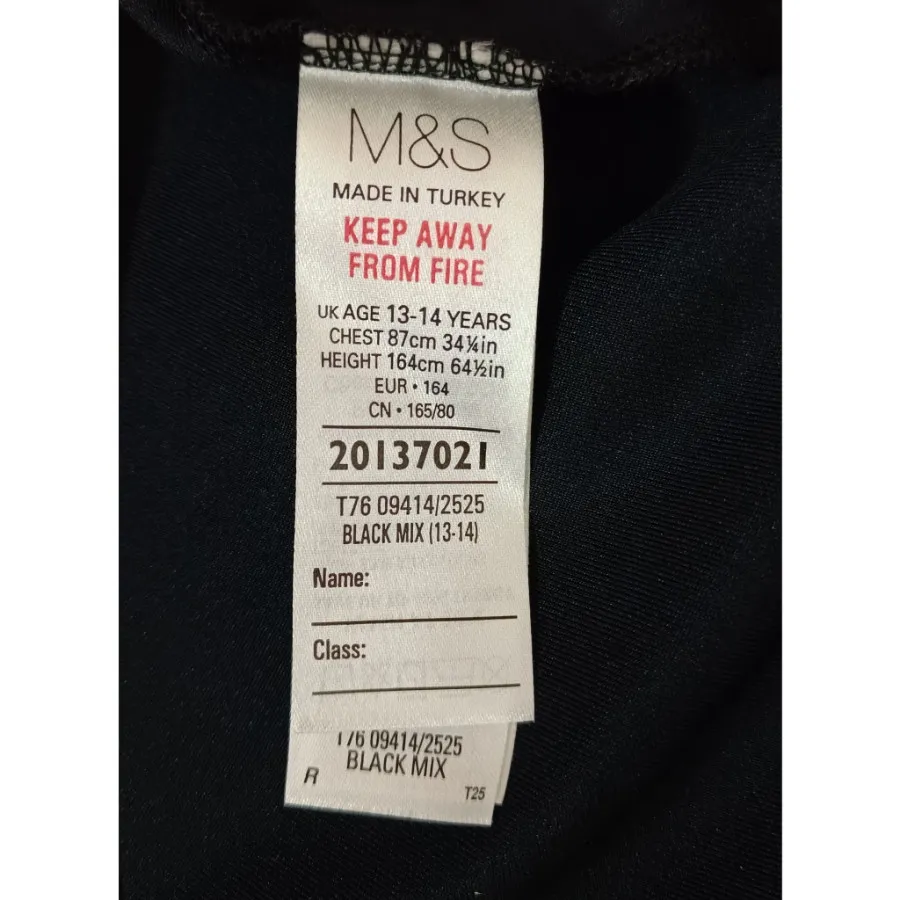 M&S
MADE IN TURKEY
KEEP AWAY
FROM FIRE
UK AGE 13-14 YEARS
CHEST 87cm 34¼in
HEIGHT 164cm 64½in
EUR • 164
CN • 165/80
20137021
T76 09414/2525
BLACK MIX (13-14)
Name:
Class:
T76 09414/2525
BLACK MIX
R
T25